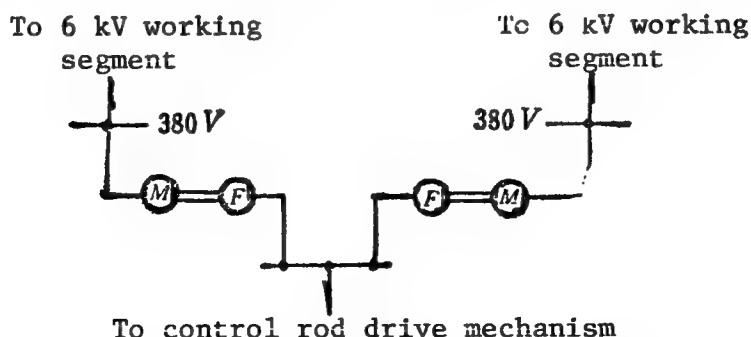 To 6 kV working
segment
To 6 kV working
segment
380 V
380 V
M
F
F
M
To control rod drive mechanism